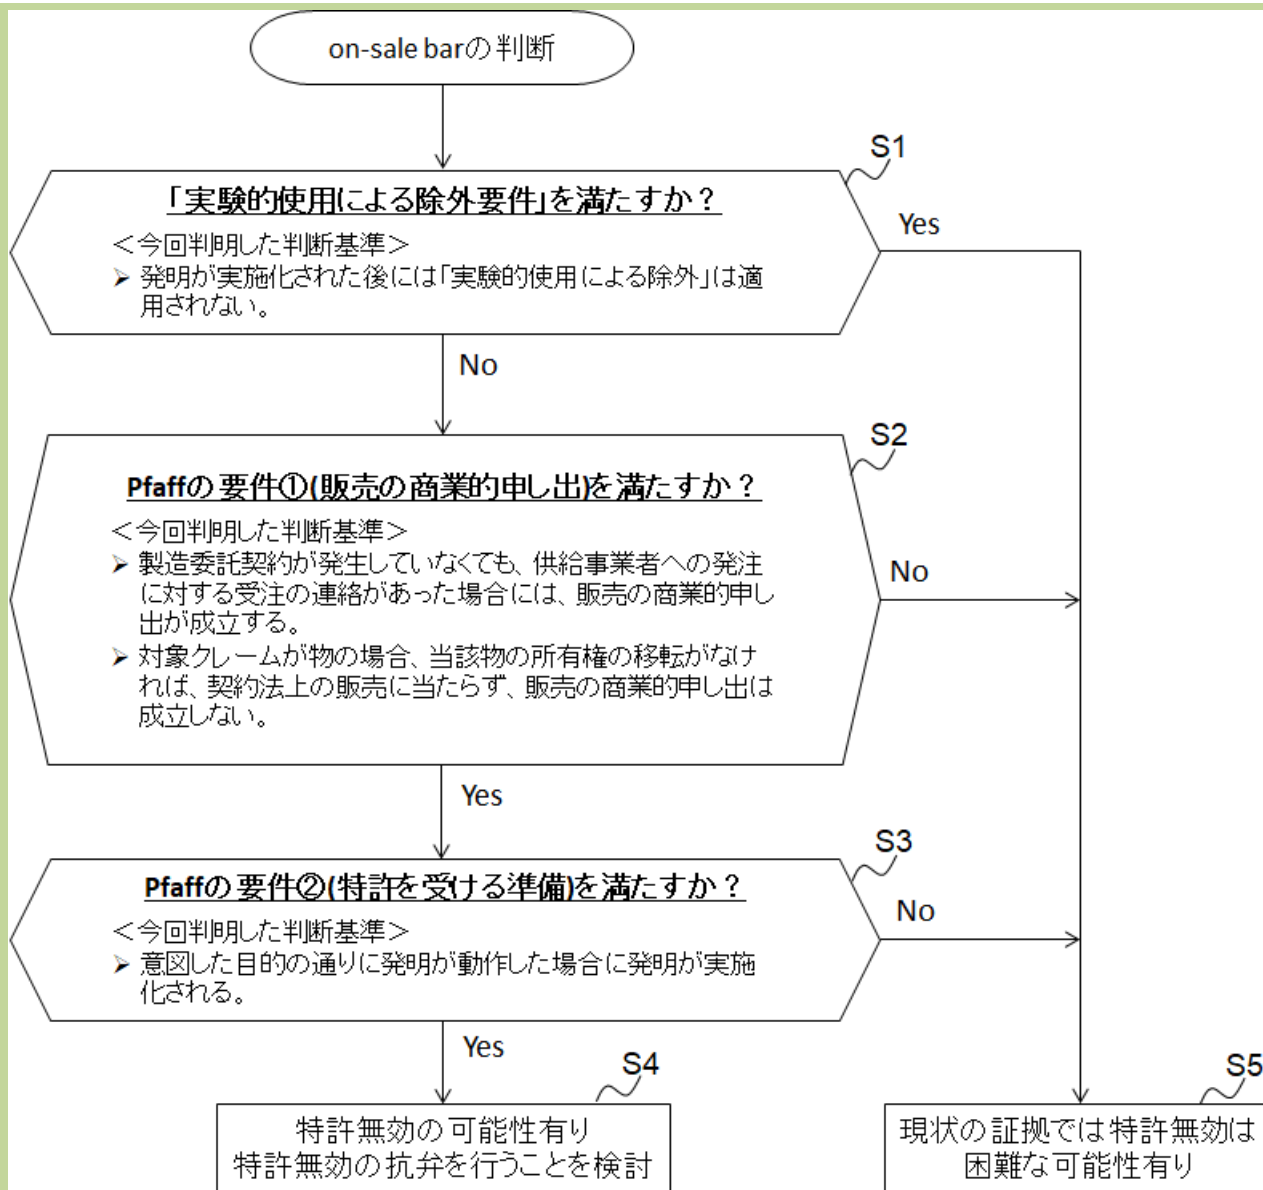 on-sale barの判断
S1
「実験的使用による除外要件」を満たすか？
Yes
＜今回判明した判断基準＞
➢ 発明が実施化された後には「実験的使用による除外」は適
用されない。
No
S2
Pfaffの要件①(販売の商業的申し出)を満たすか？
＜今回判明した判断基準＞
➢ 製造委託契約が発生していなくても、供給事業者への発注
に対する受注の連絡があった場合には、販売の商業的申し
出が成立する。
No
➢ 対象クレームが物の場合、当該物の所有権の移転がなけ
れば、契約法上の販売に当たらず、販売の商業的申し出は
成立しない。
Yes
S3
Pfaffの要件②(特許を受ける準備)を満たすか？
No
＜今回判明した判断基準＞
➢ 意図した目的の通りに発明が動作した場合に発明が実施
化される。
Yes
S4
S5
特許無効の可能性有り
特許無効の抗弁を行うことを検討
現状の証拠では特許無効は
困難な可能性有り